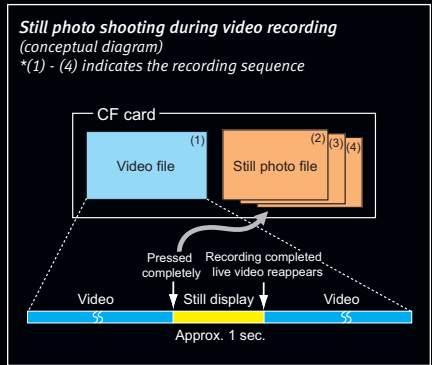 Still photo shooting during video recording
(conceptual diagram)
*(1) - (4) indicates the recording sequence
CF card
(1)
Video file
(2)
(3)
(4)
Still photo file
Pressed
completely
Recording completed
live video reappears
Video
Still display
Video
Approx. 1 sec.